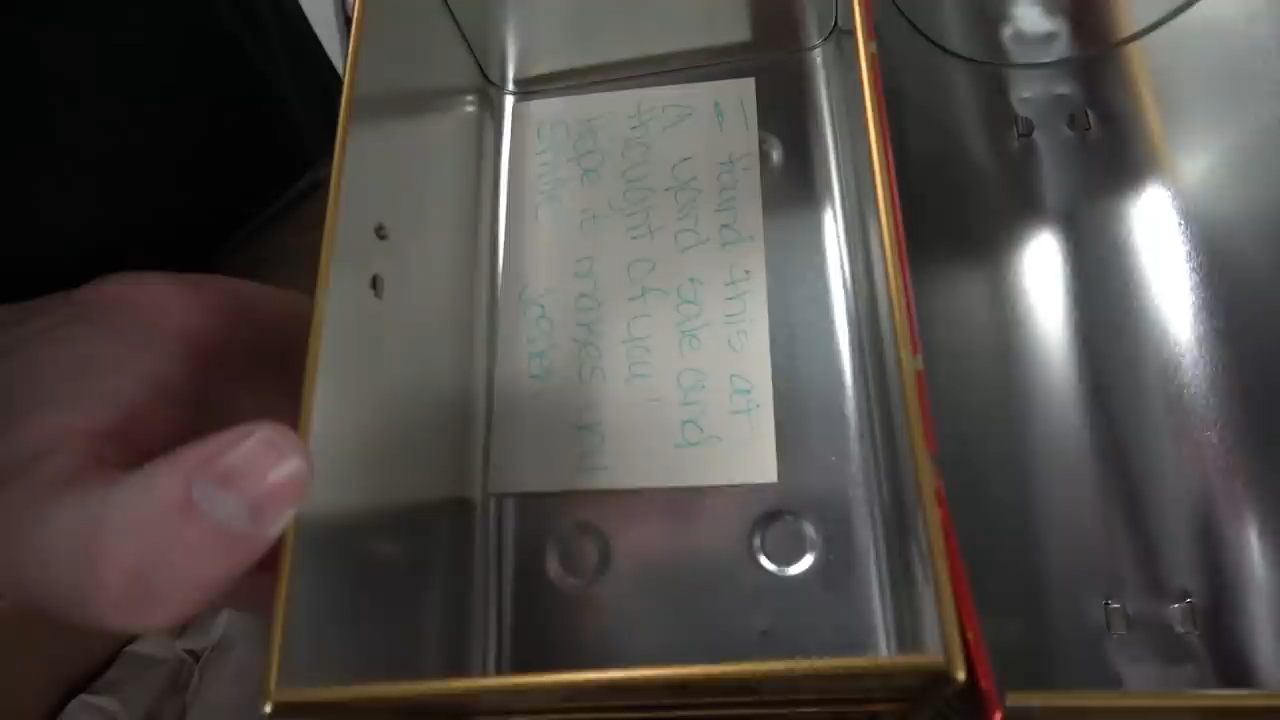 I found this at
A yard sale and
thought of you!
Hope it makes you
smile